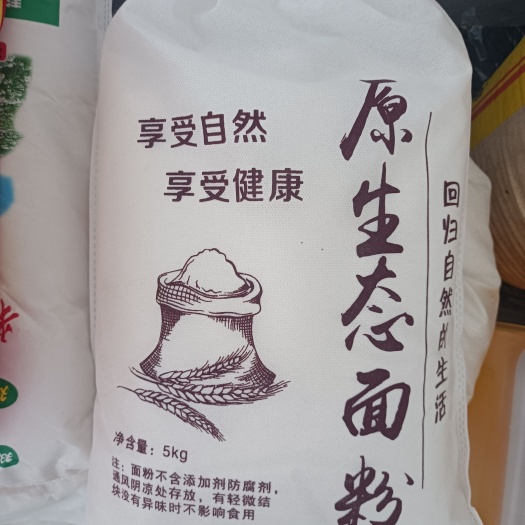 享受自然
享受健康
原生态面粉
回归自然的生活
净含量：5kg
注：面粉不含添加剂防腐剂，
通风阴凉处存放，有轻微结
块没有异味时不影响食用